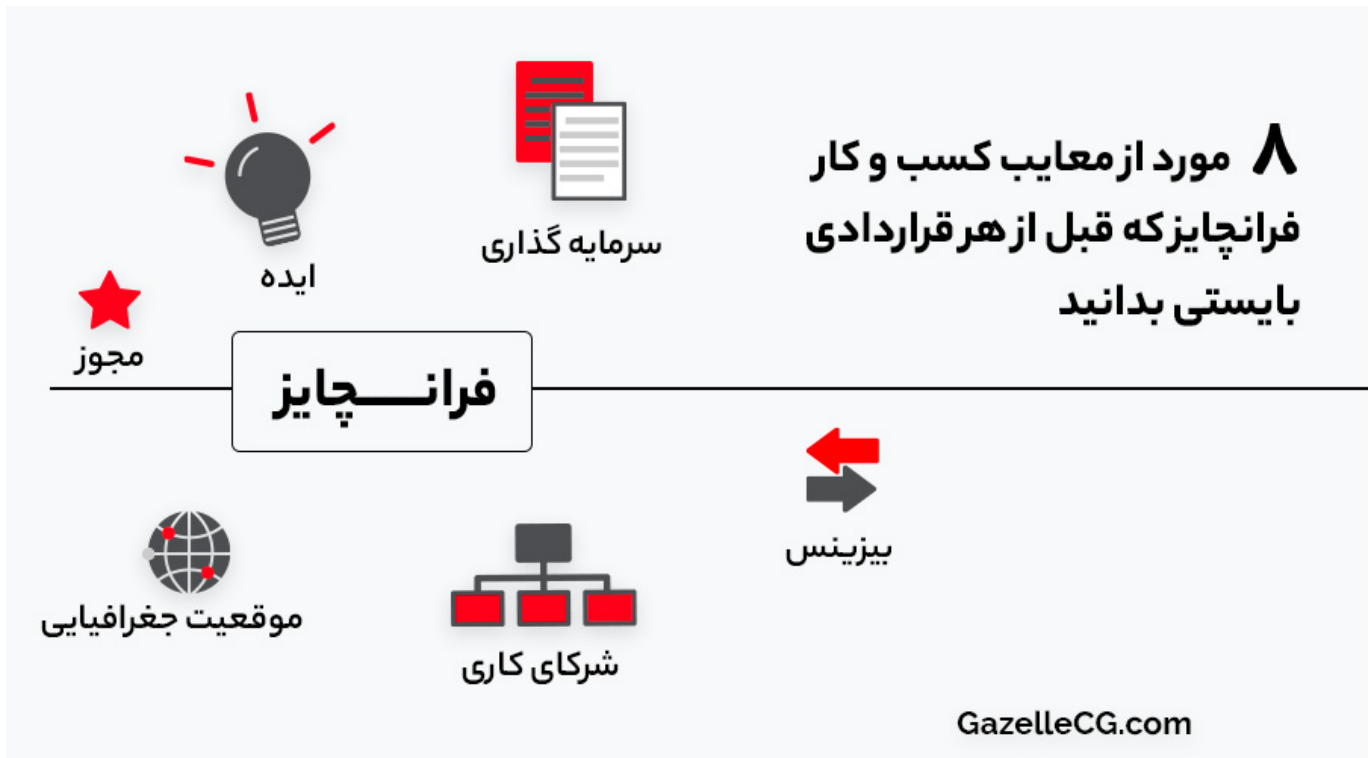 ۸ مورد از معایب کسب و کار
فرانچایز که قبل از هر قراردادی
بایستی بدانید
سرمایه گذاری
ایده
مجوز
فرانـــچایز
بیزینس
موقعیت جغرافیایی
شرکای کاری
GazelleCG.com